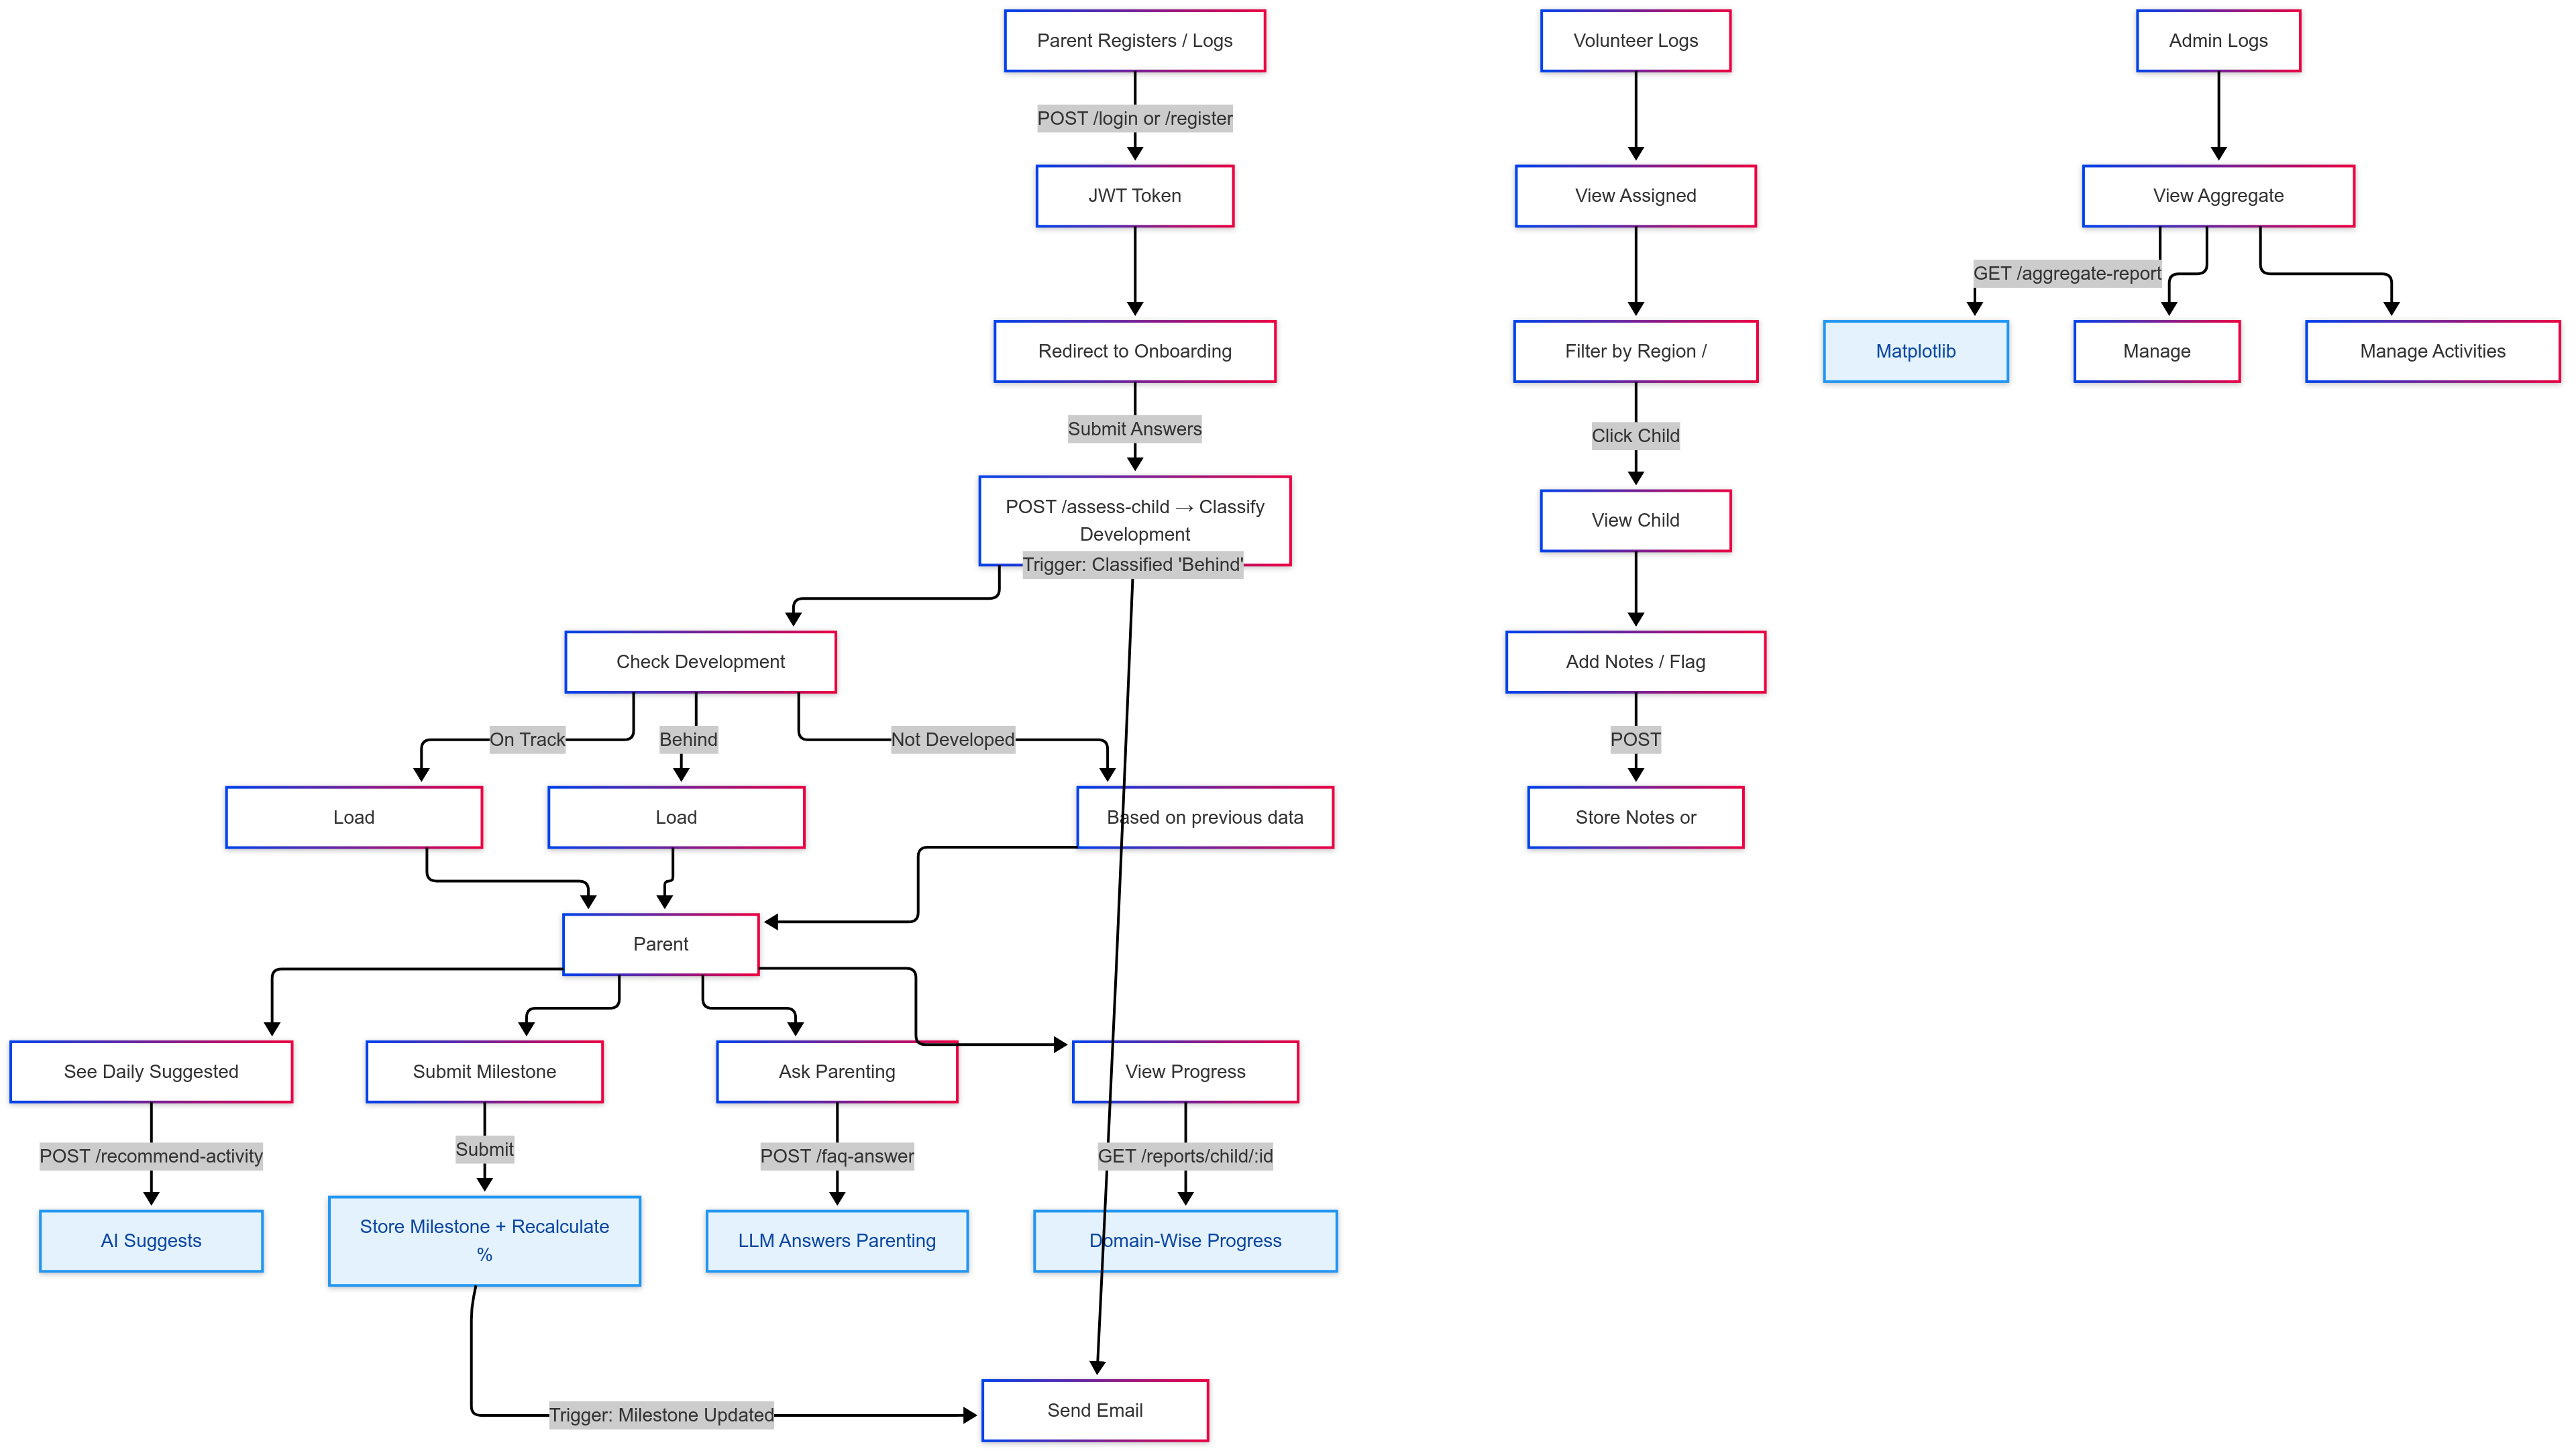 Parent Registers / Logs
Volunteer Logs
Admin Logs
POST /login or /register
JWT Token
View Assigned
View Aggregate
GET /aggregate-report
Redirect to Onboarding
Filter by Region /
Matplotlib
Manage
Manage Activities
Submit Answers
Click Child
POST /assess-child → Classify
Development
View Child
Trigger: Classified 'Behind'
Check Development
Add Notes / Flag
On Track
Behind
Not Developed
POST
Load
Load
Based on previous data
Store Notes or
Parent
See Daily Suggested
Submit Milestone
Ask Parenting
View Progress
POST /recommend-activity
Submit
POST /faq-answer
GET /reports/child/:id
AI Suggests
Store Milestone + Recalculate
%
LLM Answers Parenting
Domain-Wise Progress
Trigger: Milestone Updated
Send Email